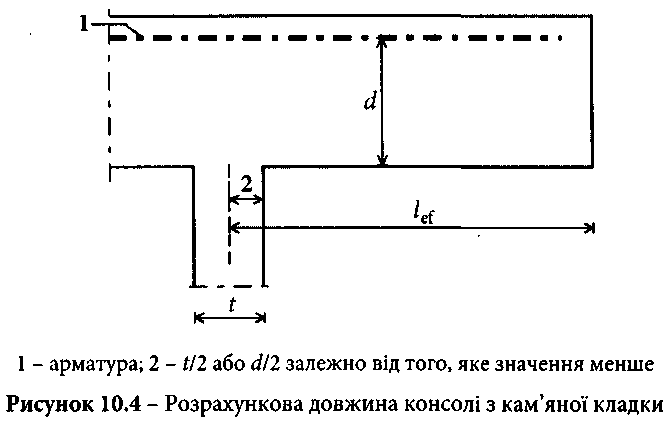 1
d
2
lef
t
1 – арматура; 2 – t/2 або d/2 залежно від того, яке значення менше
Рисунок 10.4 – Розрахункова довжина консолі з кам’яної кладки